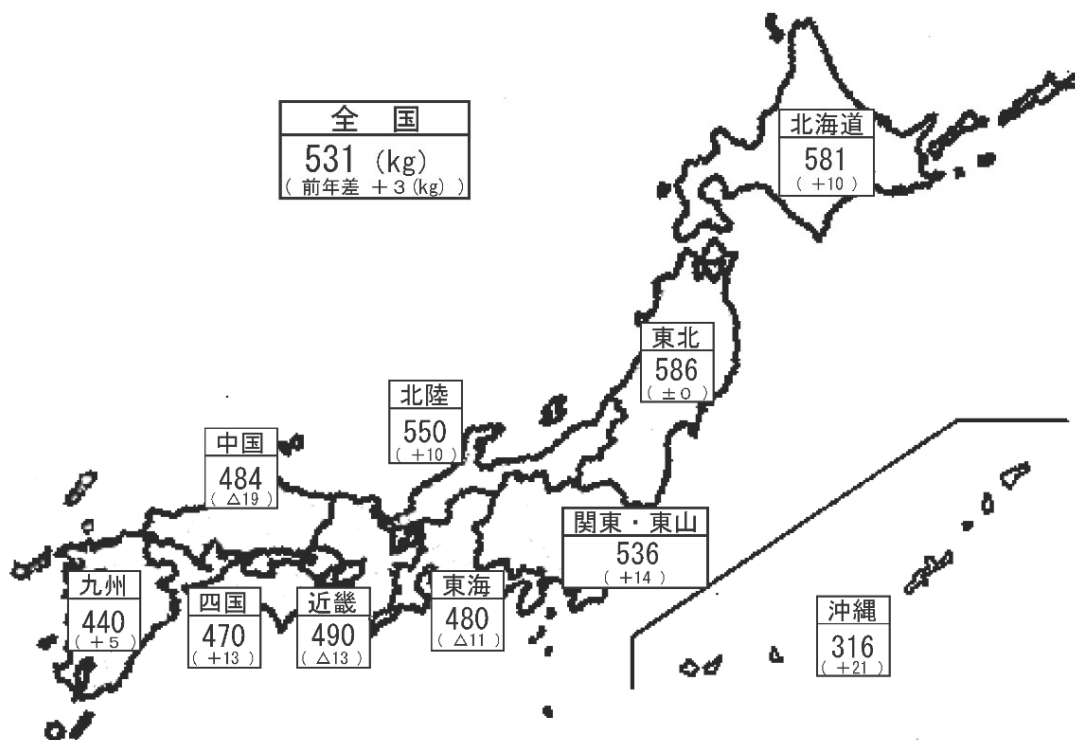 全　国
531 (kg)
( 前年差 ＋3(kg) )
北海道
581
( +10 )
東北
586
( ±0 )
北陸
550
( +10 )
中国
484
( △19 )
関東・東山
536
( +14 )
九州
440
( +5 )
四国
470
( +13 )
近畿
490
( △13 )
東海
480
( △11 )
沖縄
316
( +21 )